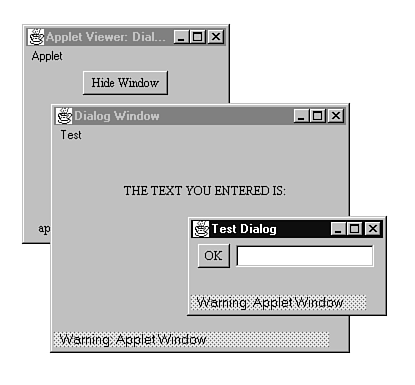 Applet Viewer: Dial...
Applet
Hide Window
Dialog Window
Test
THE TEXT YOU ENTERED IS:
ap
Test Dialog
OK
Warning: Applet Window
Warning: Applet Window